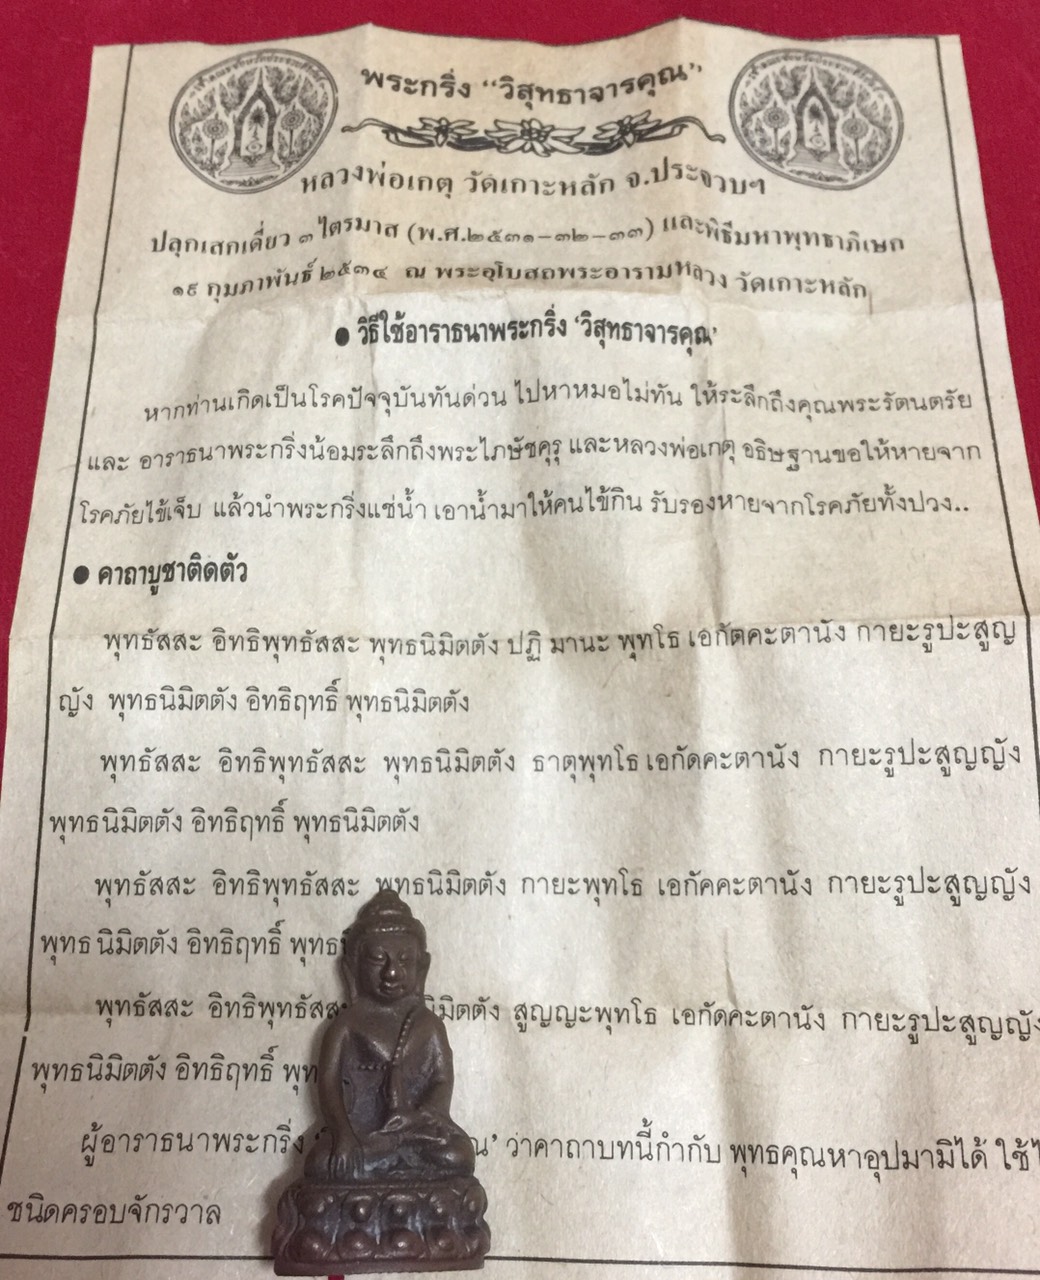 พระกริ่ง “วิสุทธาจารคุณ”
หลวงพ่อเกตุ วัดเกาะหลัก จ.ประจวบฯ
ปลุกเสกเดี่ยว ๓ ไตรมาส (พ.ศ.๒๕๓๑-๓๒-๓๓) และพิธีมหาพุทธาภิเษก
๑๙ กุมภาพันธ์ ๒๕๓๔ ณ พระอุโบสถพระอารามหลวง วัดเกาะหลัก
● วิธีใช้อาราธนาพระกริ่ง ‘วิสุทธาจารคุณ’
หากท่านเกิดเป็นโรคปัจจุบันทันด่วน ไปหาหมอไม่ทัน ให้ระลึกถึงคุณพระรัตนตรัย
และ อาราธนาพระกริ่งน้อมระลึกถึงพระไภษัชคุรุ และหลวงพ่อเกตุ อธิษฐานขอให้หายจาก
โรคภัยไข้เจ็บ แล้วนำพระกริ่งแช่น้ำ เอาน้ำมาให้คนไข้กิน รับรองหายจากโรคภัยทั้งปวง..
● คาถาบูชาติดตัว
พุทธัสสะ อิทธิพุทธัสสะ พุทธนิมิตตัง ปฏิ มานะ พุทโธ เอกัตคะตานัง กายะรูปะสูญ
ญัง พุทธนิมิตตัง อิทธิฤทธิ์ พุทธนิมิตตัง
พุทธัสสะ อิทธิพุทธัสสะ พุทธนิมิตตัง ธาตุพุทโธ เอกัดคะตานัง กายะรูปะสูญญัง
พุทธนิมิตตัง อิทธิฤทธิ์ พุทธนิมิตตัง
พุทธัสสะ อิทธิพุทธัสสะ พุทธนิมิตตัง กายะพุทโธ เอกัคคะตานัง กายะรูปะสูญญัง
พุทธนิมิตตัง อิทธิฤทธิ์ พุทธ
พุทธัสสะ อิทธิพุทธัสสะ นิมิตตัง สูญญะพุทโธ เอกัดคะตานัง กายะรูปะสูญญัง
พุทธนิมิตตัง อิทธิฤทธิ์ พุท
ผู้อาราธนาพระกริ่ง ‘ ณ’ ว่าคาถาบทนี้กำกับ พุทธคุณหาอุปมามิได้ ใช้
ชนิดครอบจักรวาล